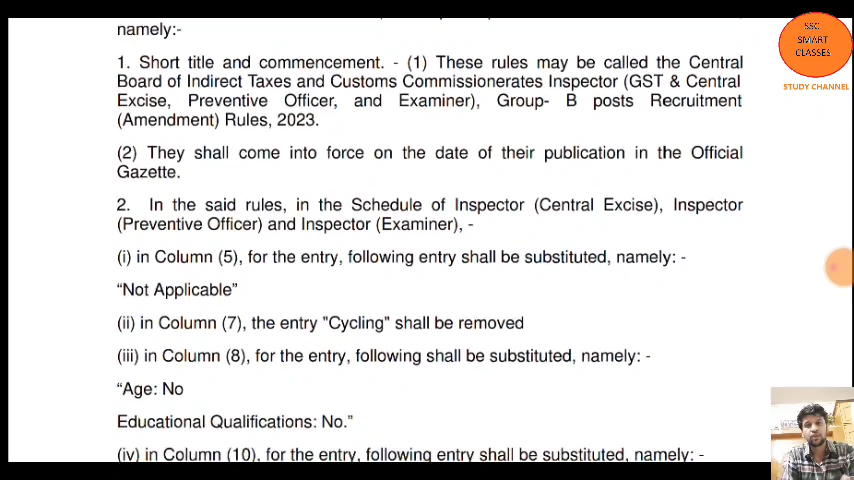 namely:-
SSC
SMART
CLASSES
STUDY CHANNEL
1. Short title and commencement. - (1) These rules may be called the Central
Board of Indirect Taxes and Customs Commissionerates Inspector (GST & Central
Excise, Preventive Officer, and Examiner), Group- B posts Recruitment
(Amendment) Rules, 2023.
(2) They shall come into force on the date of their publication in the Official
Gazette.
2. In the said rules, in the Schedule of Inspector (Central Excise), Inspector
(Preventive Officer) and Inspector (Examiner), -
(i) in Column (5), for the entry, following entry shall be substituted, namely: -
“Not Applicable”
(ii) in Column (7), the entry "Cycling" shall be removed
(iii) in Column (8), for the entry, following shall be substituted, namely: -
“Age: No
Educational Qualifications: No.”
(iv) in Column (10), for the entry, following entry shall be substituted, namely: -